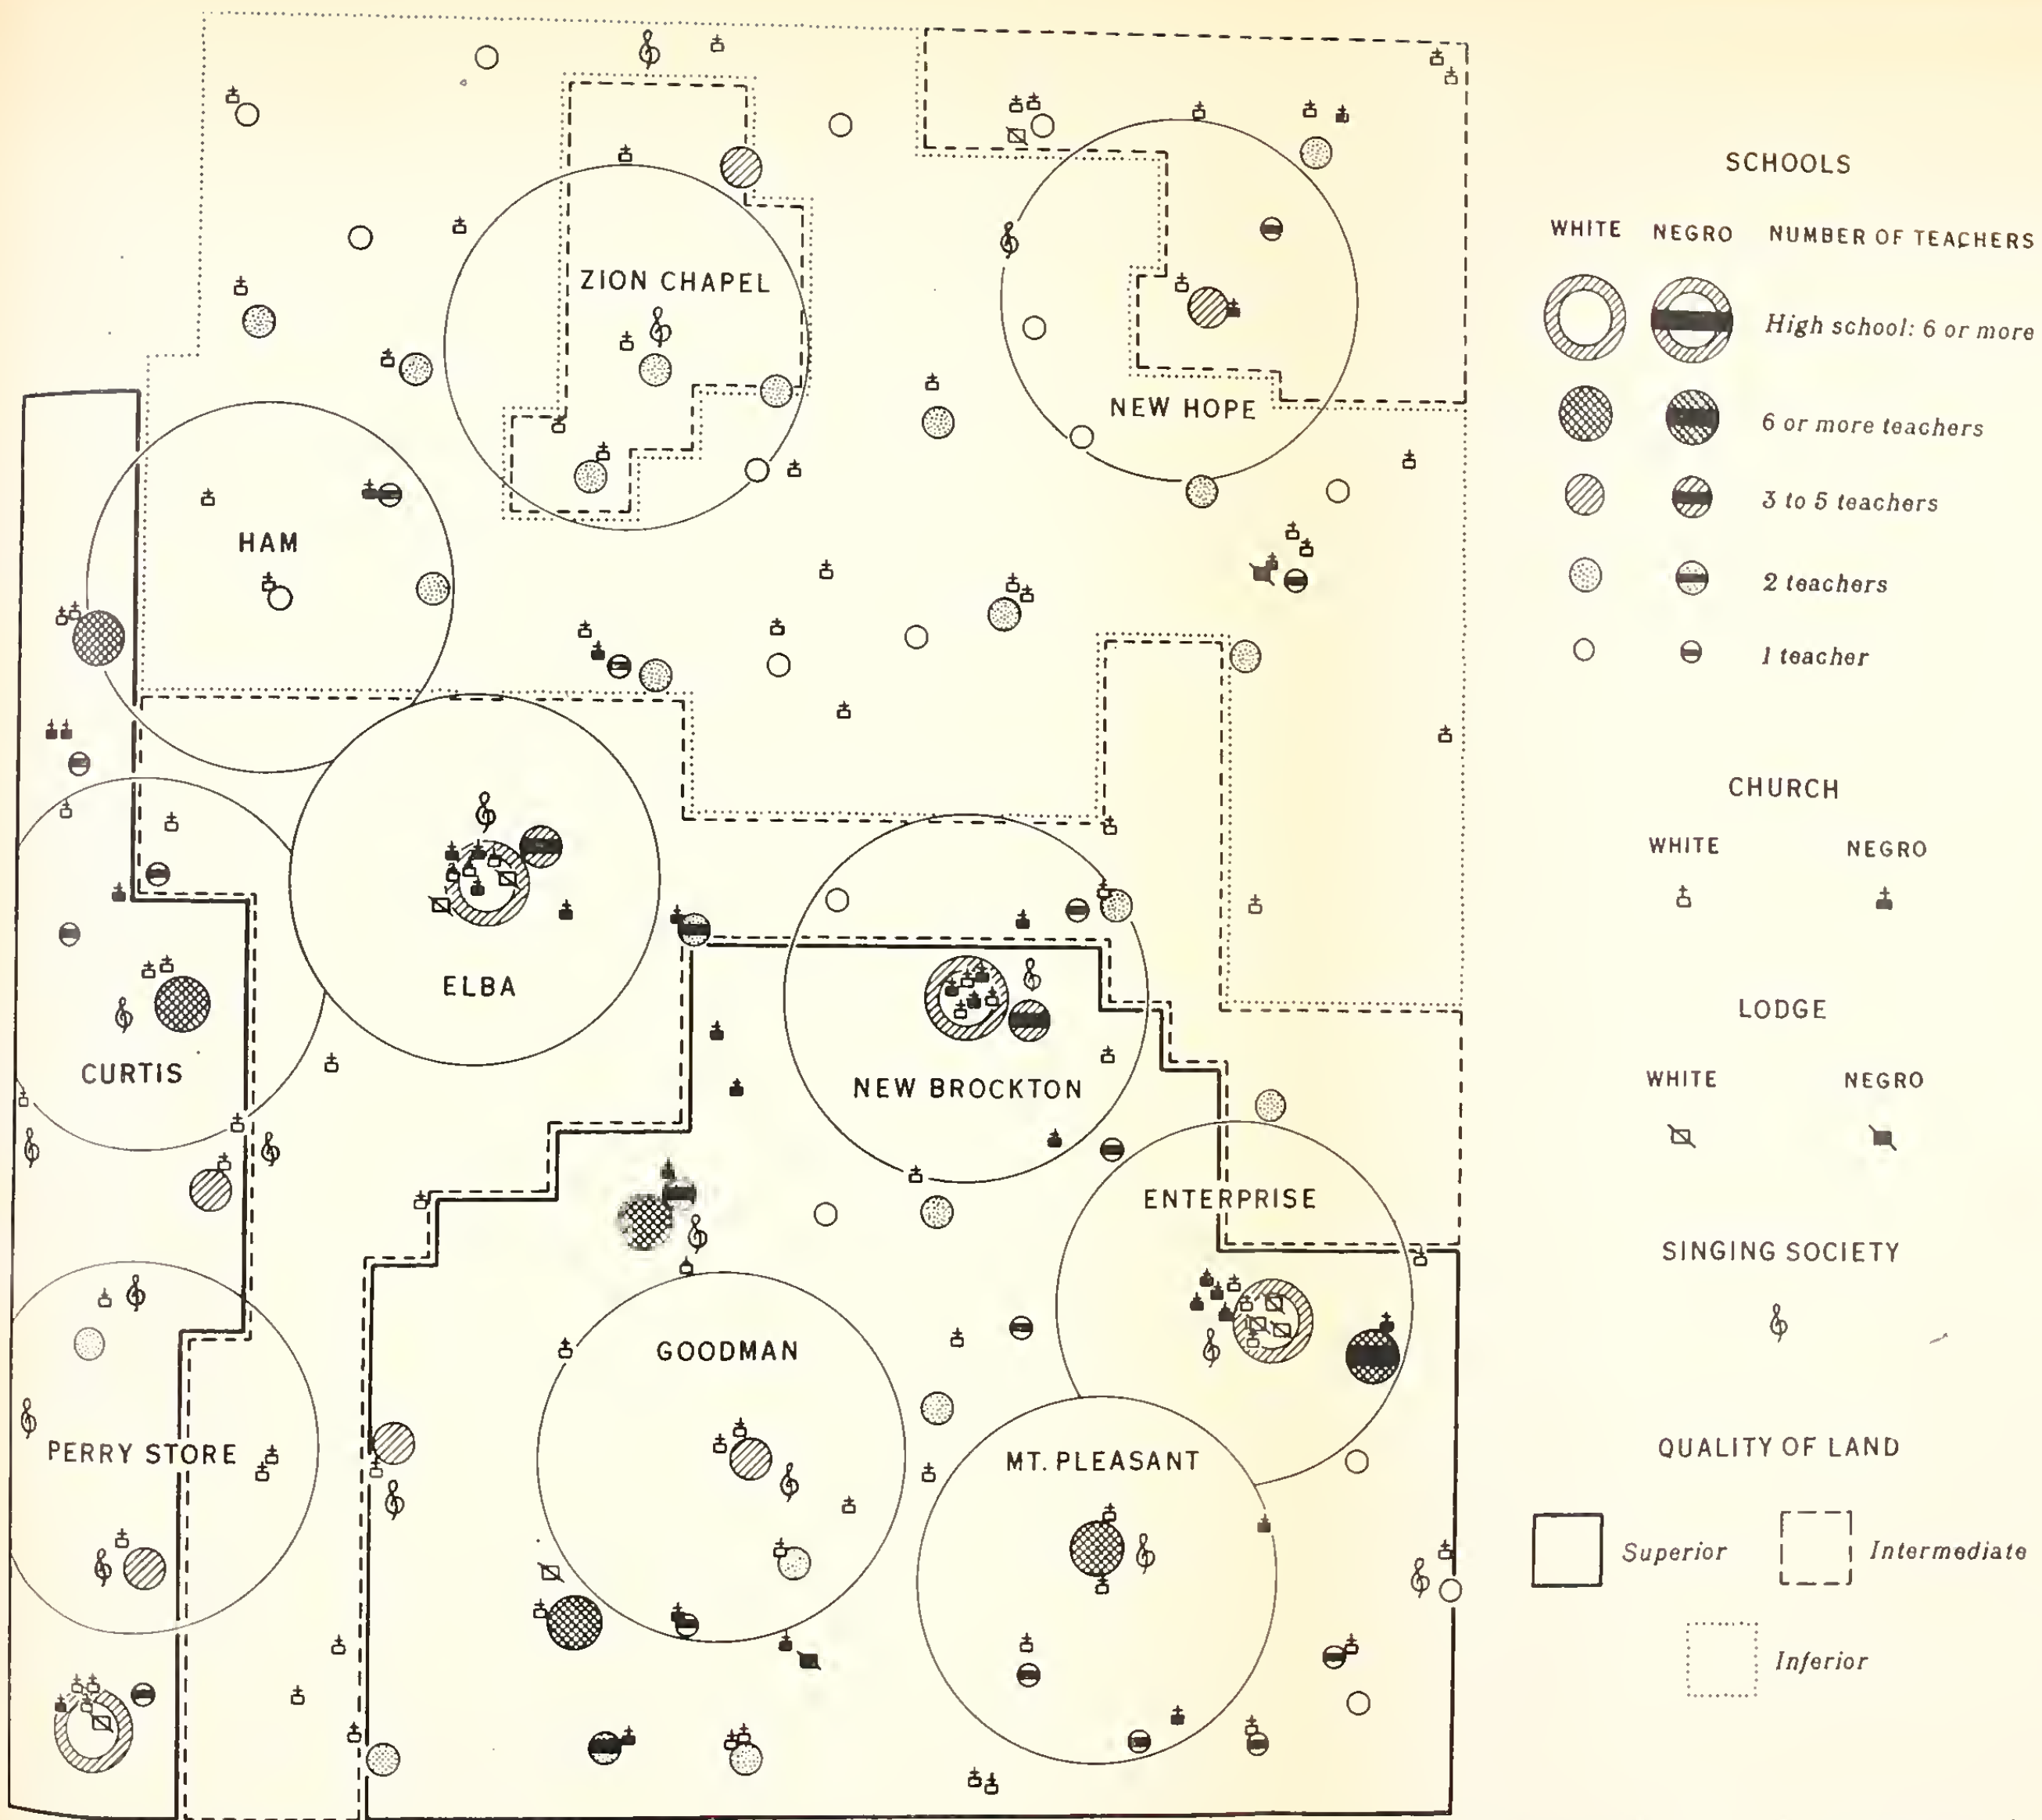 ZION CHAPEL
NEW HOPE
HAM
ELBA
CURTIS
NEW BROCKTON
ENTERPRISE
GOODMAN
PERRY STORE
MT. PLEASANT
SCHOOLS
WHITE NEGRO NUMBER OF TEACHERS
High school: 6 or more
6 or more teachers
3 to 5 teachers
2 teachers
1 teacher
CHURCH
WHITE NEGRO
LODGE
WHITE NEGRO
SINGING SOCIETY
QUALITY OF LAND
Superior Intermediate
Inferior